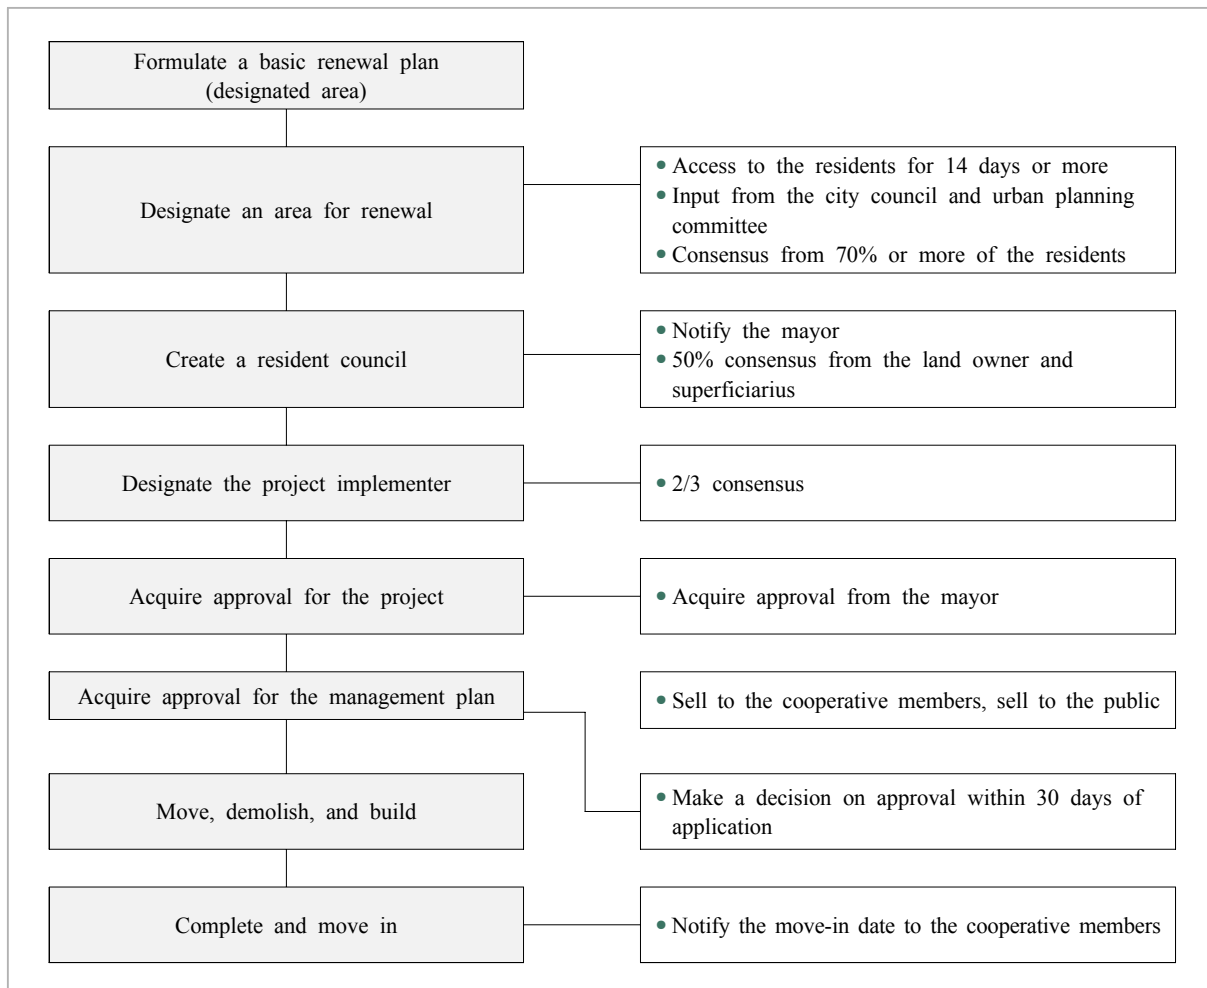 Formulate a basic renewal plan
(designated area)
Designate an area for renewal
• Access to the residents for 14 days or more
• Input from the city council and urban planning
committee
• Consensus from 70% or more of the residents
Create a resident council
• Notify the mayor
• 50% consensus from the land owner and
superficiarius
Designate the project implementer
• 2/3 consensus
Acquire approval for the project
• Acquire approval from the mayor
Acquire approval for the management plan
• Sell to the cooperative members, sell to the public
Move, demolish, and build
• Make a decision on approval within 30 days of
application
Complete and move in
• Notify the move-in date to the cooperative members